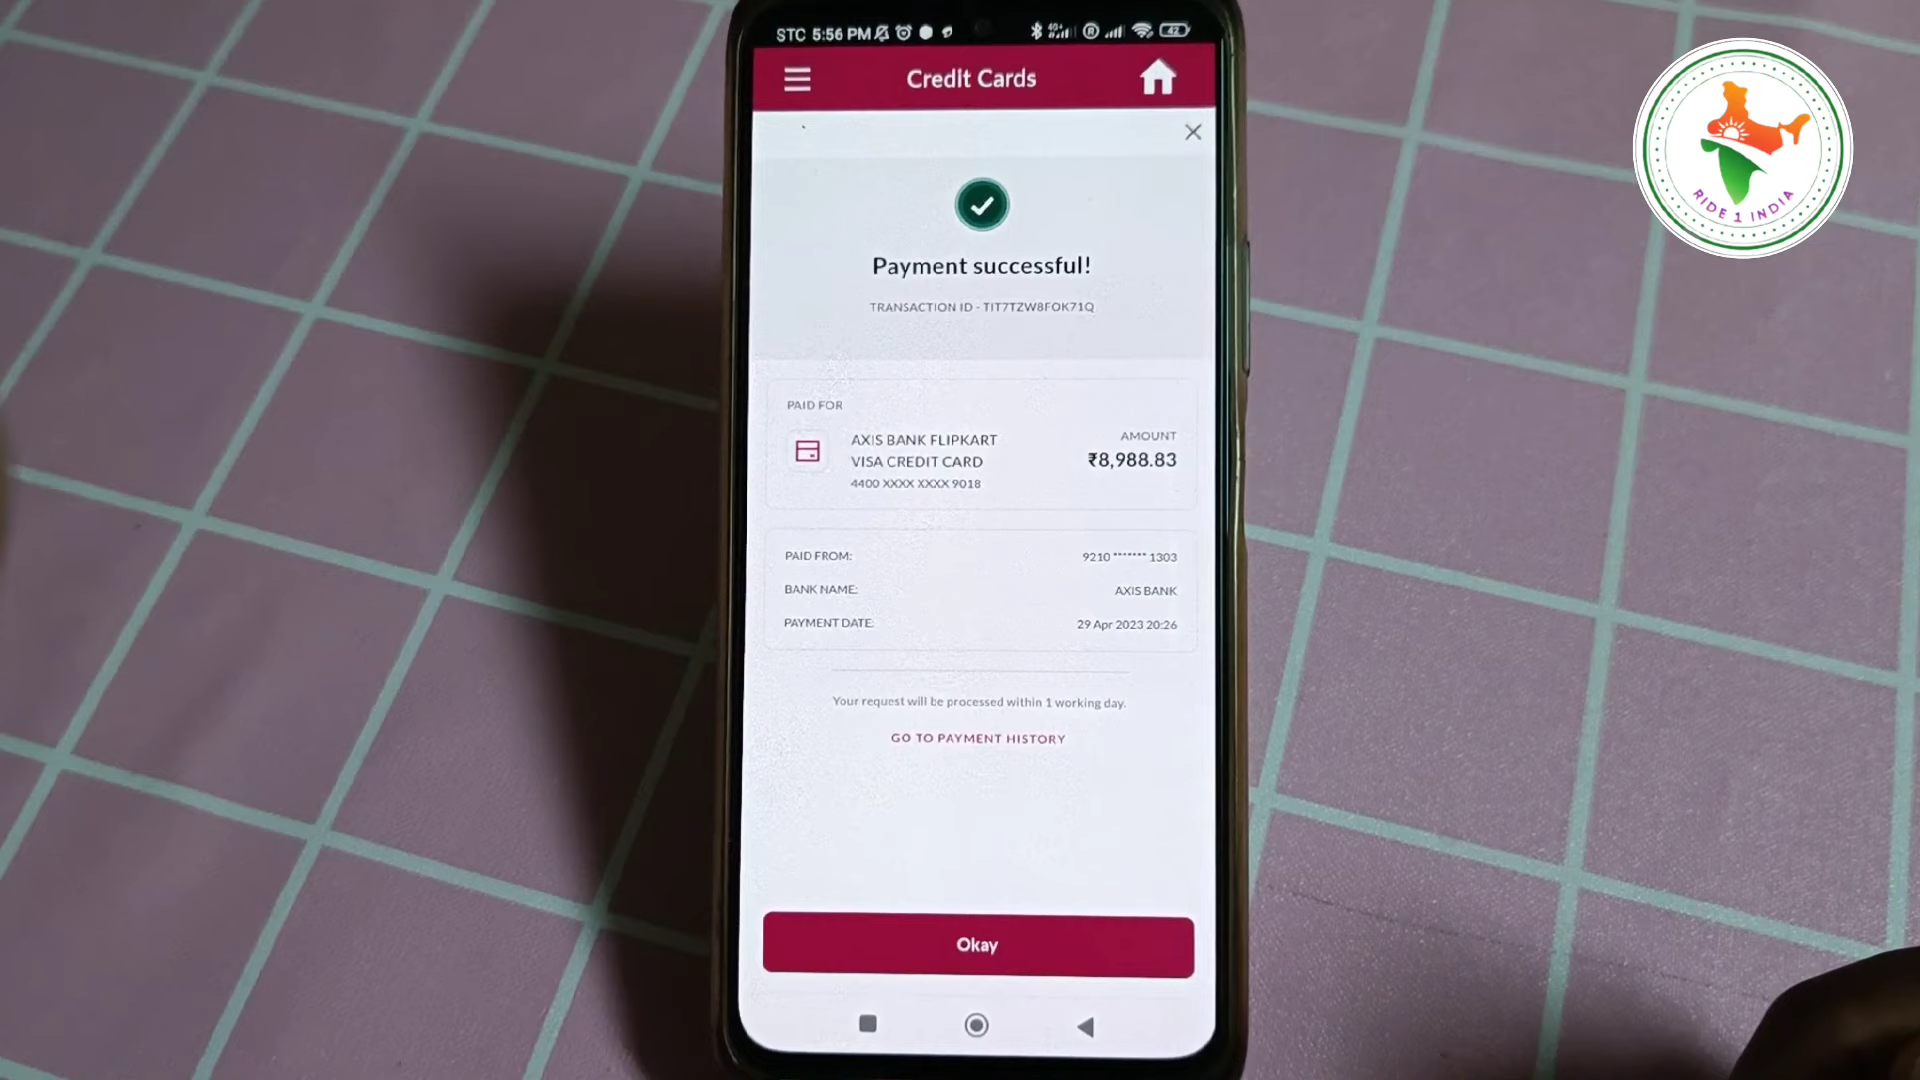 STC 5:56 PM
4G+
R
42
Credit Cards
Payment successful!
TRANSACTION ID - TIT7TZW8FOK71Q
PAID FOR
AXIS BANK FLIPKART
VISA CREDIT CARD
4400 XXXX XXXX 9018
AMOUNT
₹8,988.83
PAID FROM:
9210 ******* 1303
BANK NAME:
AXIS BANK
PAYMENT DATE:
29 Apr 2023 20:26
Your request will be processed within 1 working day.
GO TO PAYMENT HISTORY
Okay
RIDE 1 INDIA